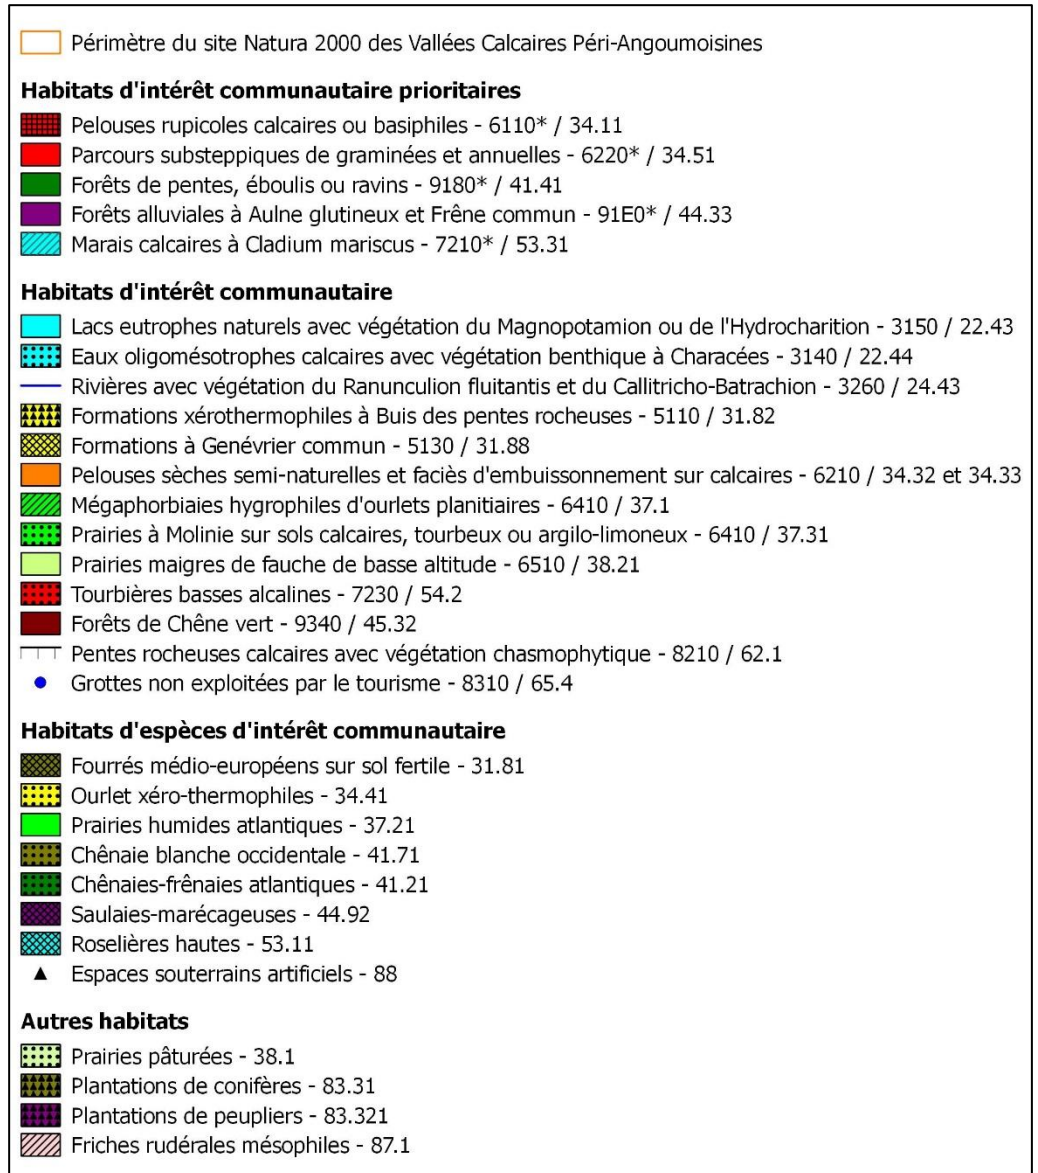 Périmètre du site Natura 2000 des Vallées Calcaires Péri-Angoumoisines
Habitats d'intérêt communautaire prioritaires
Pelouses rupicoles calcaires ou basiphiles - 6110* / 34.11
Parcours substeppiques de graminées et annuelles - 6220* / 34.51
Forêts de pentes, éboulis ou ravins - 9180* / 41.41
Forêts alluviales à Aulne glutineux et Frêne commun - 91E0* / 44.33
Marais calcaires à Cladium mariscus - 7210* / 53.31
Habitats d'intérêt communautaire
Lacs eutrophes naturels avec végétation du Magnopotamion ou de l'Hydrocharition - 3150 / 22.43
Eaux oligomésotrophes calcaires avec végétation benthique à Characées - 3140 / 22.44
Rivières avec végétation du Ranunculion fluitantis et du Callitricho-Batrachion - 3260 / 24.43
Formations xérothermophiles à Buis des pentes rocheuses - 5110 / 31.82
Formations à Genévrier commun - 5130 / 31.88
Pelouses sèches semi-naturelles et faciès d'embuissonnement sur calcaires - 6210 / 34.32 et 34.33
Mégaphorbiaies hygrophiles d'ourlets planitiaires - 6410 / 37.1
Prairies à Molinie sur sols calcaires, tourbeux ou argilo-limoneux - 6410 / 37.31
Prairies maigres de fauche de basse altitude - 6510 / 38.21
Tourbières basses alcalines - 7230 / 54.2
Forêts de Chêne vert - 9340 / 45.32
Pentes rocheuses calcaires avec végétation chasmophytique - 8210 / 62.1
Grottes non exploitées par le tourisme - 8310 / 65.4
Habitats d'espèces d'intérêt communautaire
Fourrés médio-européens sur sol fertile - 31.81
Ourlet xéro-thermophiles - 34.41
Prairies humides atlantiques - 37.21
Chênaie blanche occidentale - 41.71
Chênaies-frênaies atlantiques - 41.21
Saulaies-marécageuses - 44.92
Roselières hautes - 53.11
Espaces souterrains artificiels - 88
Autres habitats
Prairies pâturées - 38.1
Plantations de conifères - 83.31
Plantations de peupliers - 83.321
Friches rudérales mésophiles - 87.1